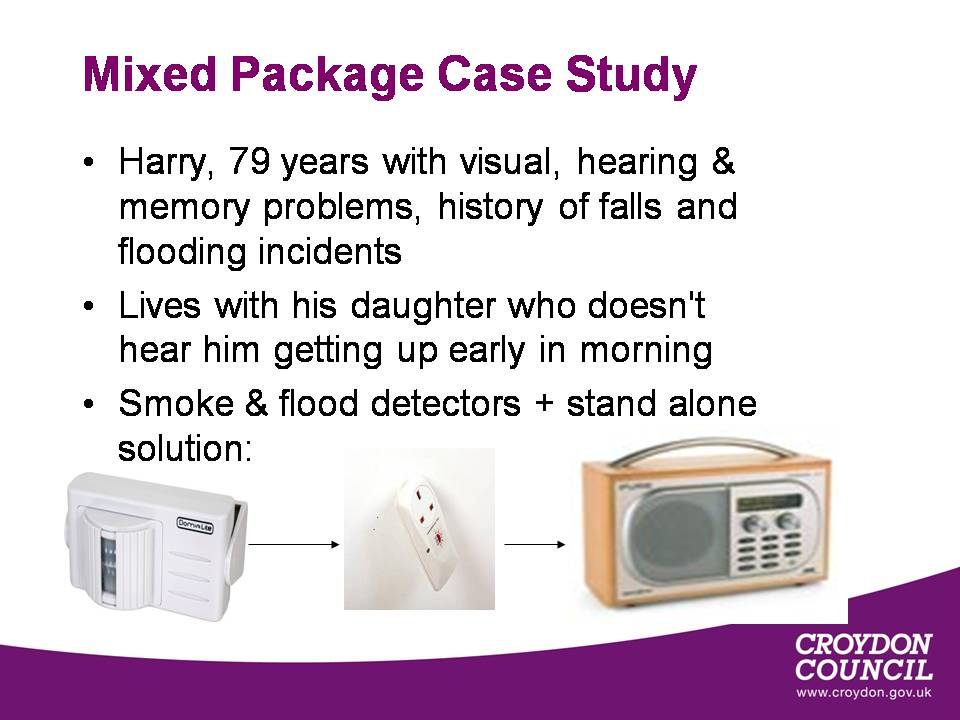 Mixed Package Case Study
• Harry, 79 years with visual, hearing &
memory problems, history of falls and
flooding incidents
• Lives with his daughter who doesn't
hear him getting up early in morning
• Smoke & flood detectors + stand alone
solution:
CROYDON
COUNCIL
www.croydon.gov.uk